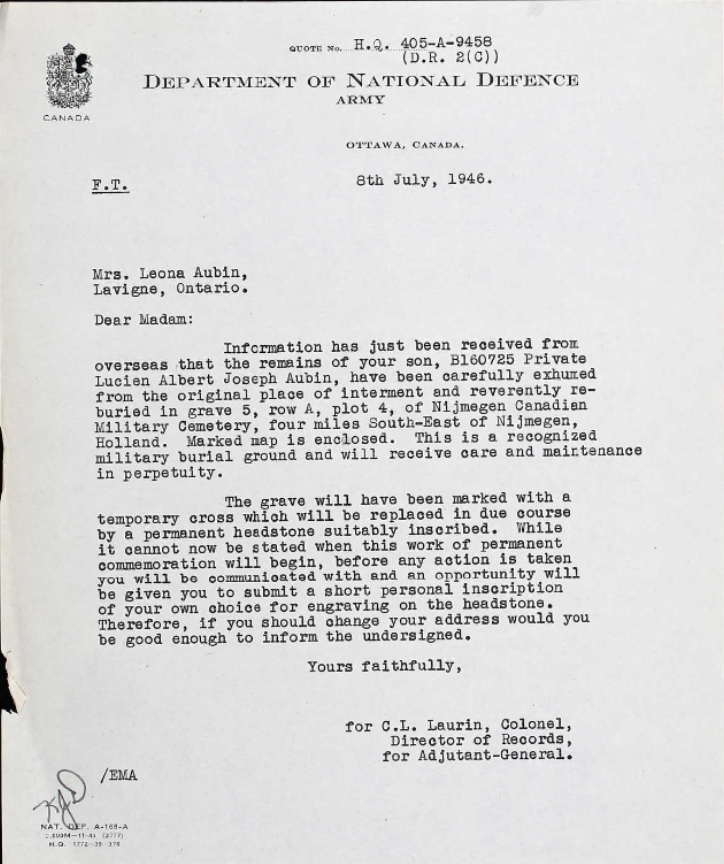 QUOTE No. H.Q. 405-A-9458
(D.R. 2(C))
DEPARTMENT OF NATIONAL DEFENCE
ARMY
CANADA
OTTAWA, CANADA.
F.T.
8th July, 1946.
Mrs. Leona Aubin,
Lavigne, Ontario.
Dear Madam:
Information has just been received from
overseas that the remains of your son, B160725 Private
Lucien Albert Joseph Aubin, have been carefully exhumed
from the original place of interment and reverently re-
buried in grave 5, row A, plot 4, of Nijmegen Canadian
Military Cemetery, four miles South-East of Nijmegen,
Holland. Marked map is enclosed. This is a recognized
military burial ground and will receive care and maintenance
in perpetuity.
The grave will have been marked with a
temporary cross which will be replaced in due course
by a permanent headstone suitably inscribed. While
it cannot now be stated when this work of permanent
commemoration will begin, before any action is taken
you will be communicated with and an opportunity will
be given you to submit a short personal inscription
of your own choice for engraving on the headstone.
Therefore, if you should change your address would you
be good enough to inform the undersigned.
Yours faithfully,
for C.L. Laurin, Colonel,
Director of Records,
for Adjutant-General.
/EMA
NAT. DEF. A-168-A
H.Q. 1772-39-